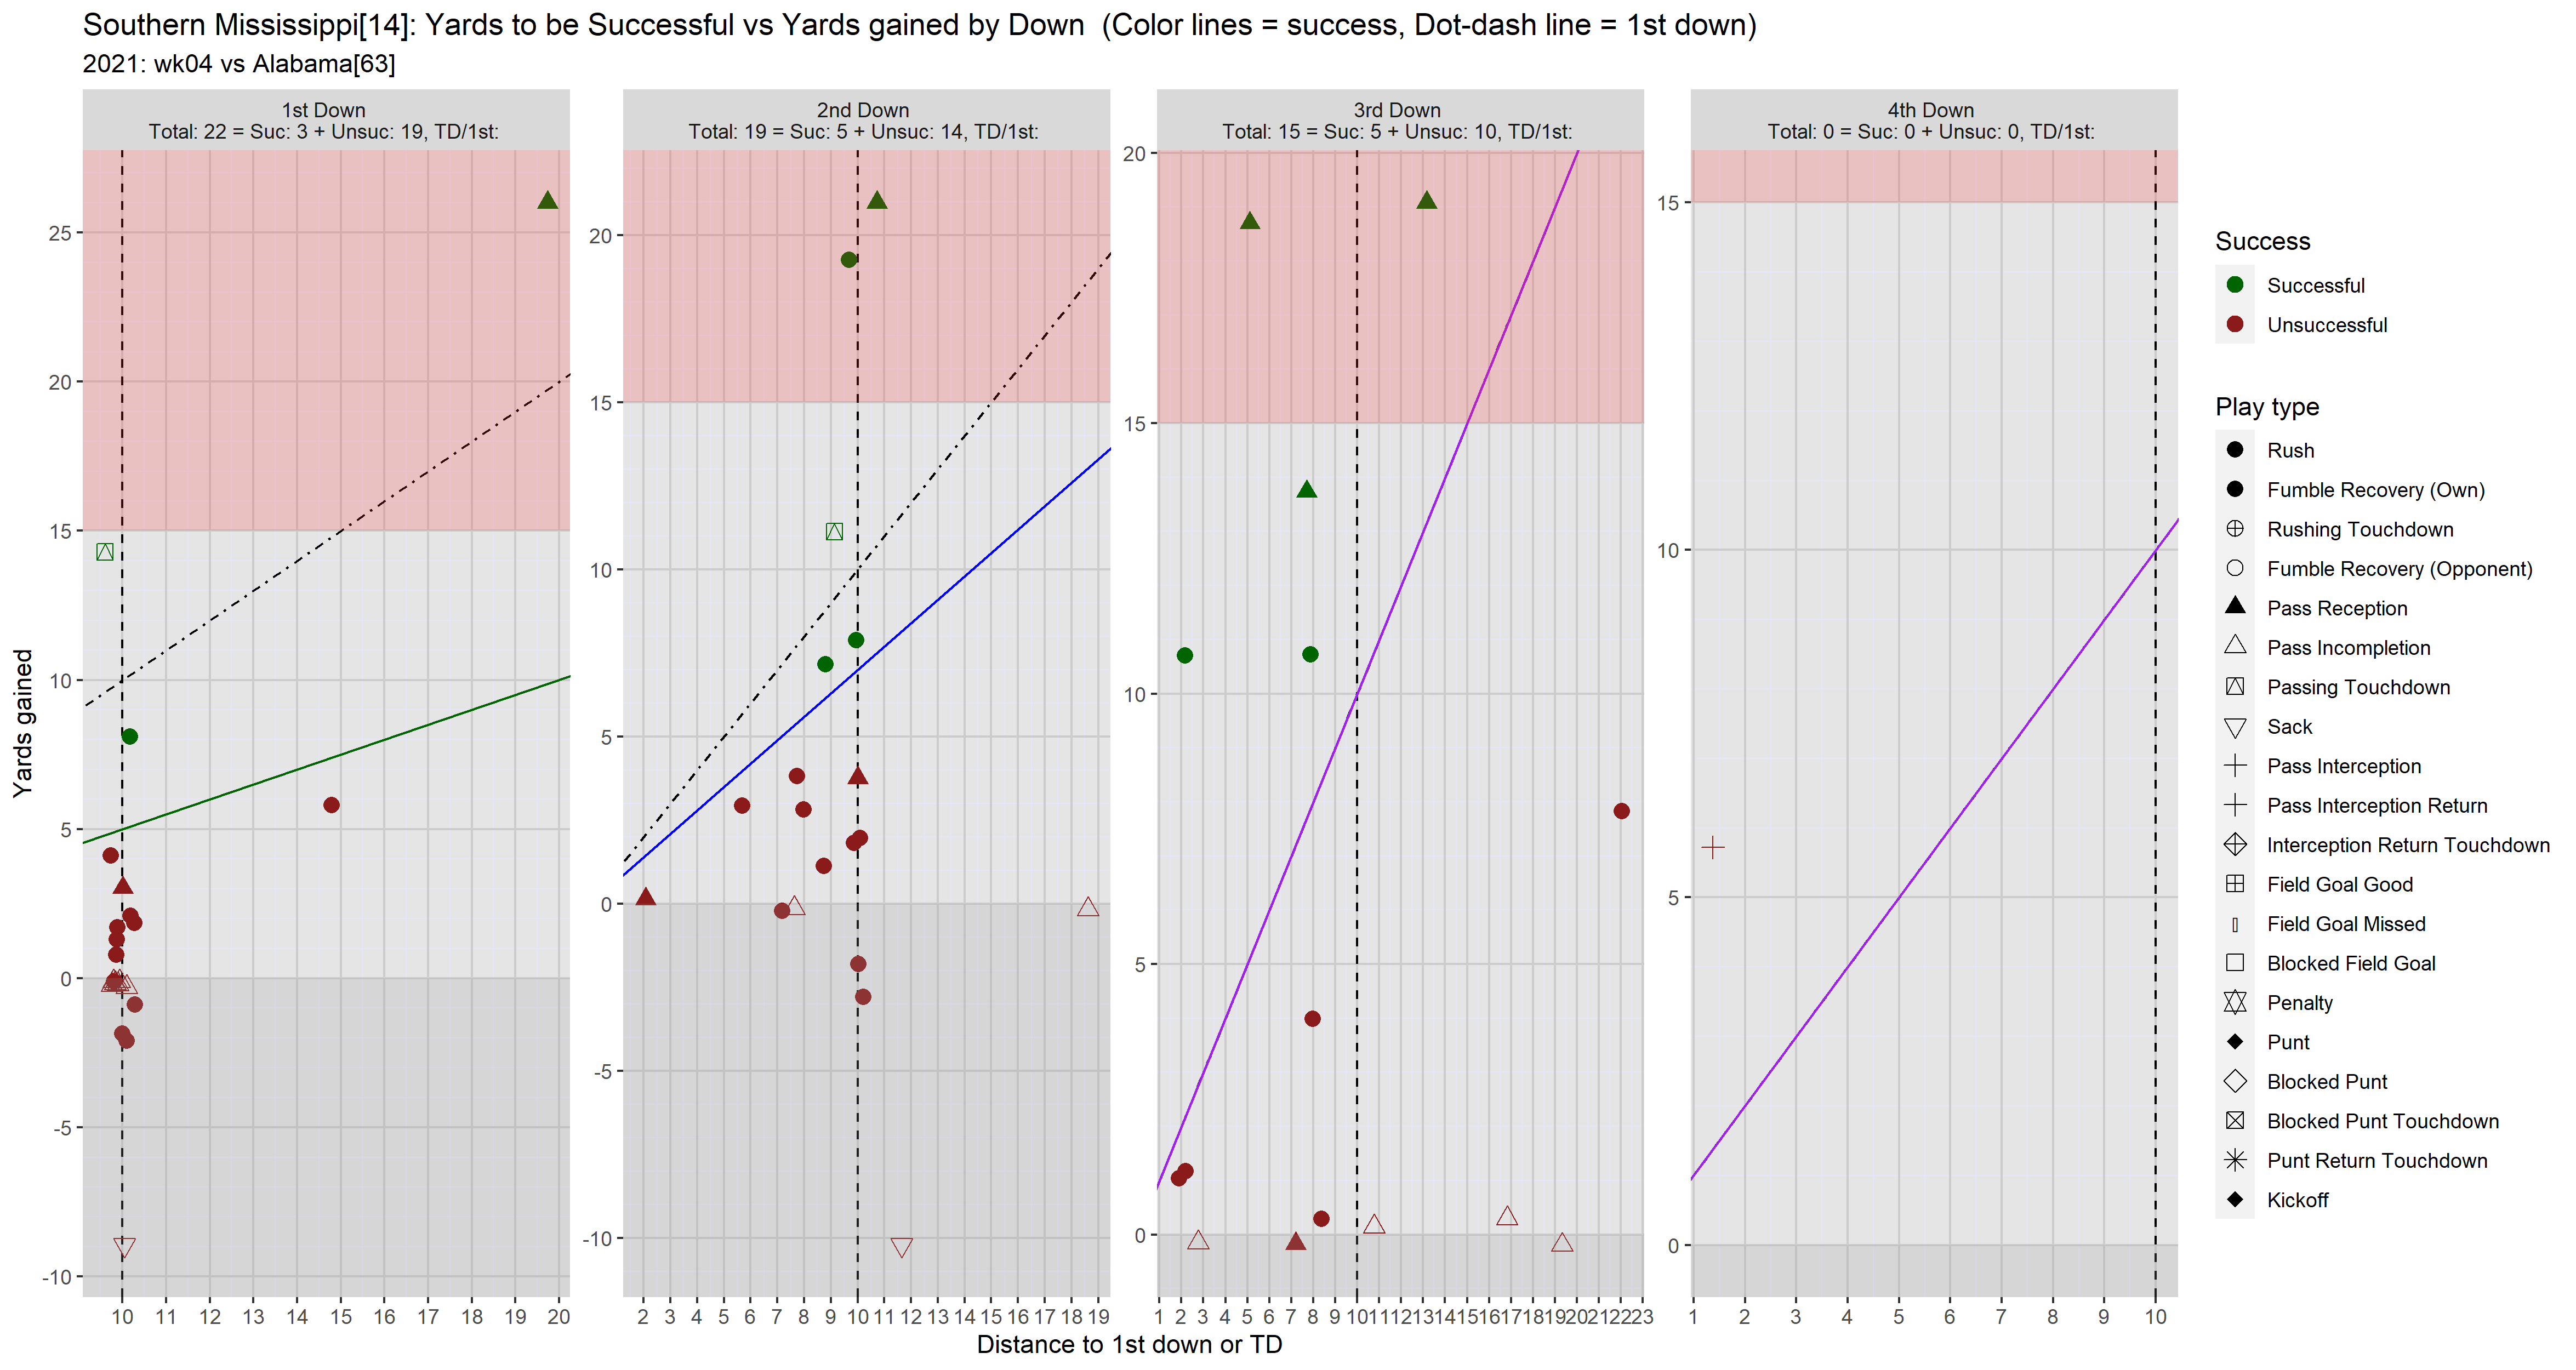 Southern Mississippi[14]: Yards to be Successful vs Yards gained by Down  (Color lines = success, Dot-dash line = 1st down)
2021: wk04 vs Alabama[63]
1st Down
Total: 22 = Suc: 3 + Unsuc: 19, TD/1st:
2nd Down
Total: 19 = Suc: 5 + Unsuc: 14, TD/1st:
3rd Down
Total: 15 = Suc: 5 + Unsuc: 10, TD/1st:
4th Down
Total: 0 = Suc: 0 + Unsuc: 0, TD/1st:
Yards gained
25
20
15
10
5
0
-5
-10
10 11 12 13 14 15 16 17 18 19 20
20
15
10
5
0
-5
-10
2 3 4 5 6 7 8 9 10 11 12 13 14 15 16 17 18 19
20
15
10
5
0
1 2 3 4 5 6 7 8 9 10 11 12 13 14 15 16 17 18 19 20 21 22 23
15
10
5
0
1 2 3 4 5 6 7 8 9 10
Distance to 1st down or TD
Success
Successful
Unsuccessful
Play type
Rush
Fumble Recovery (Own)
Rushing Touchdown
Fumble Recovery (Opponent)
Pass Reception
Pass Incompletion
Passing Touchdown
Sack
Pass Interception
Pass Interception Return
Interception Return Touchdown
Field Goal Good
Field Goal Missed
Blocked Field Goal
Penalty
Punt
Blocked Punt
Blocked Punt Touchdown
Punt Return Touchdown
Kickoff